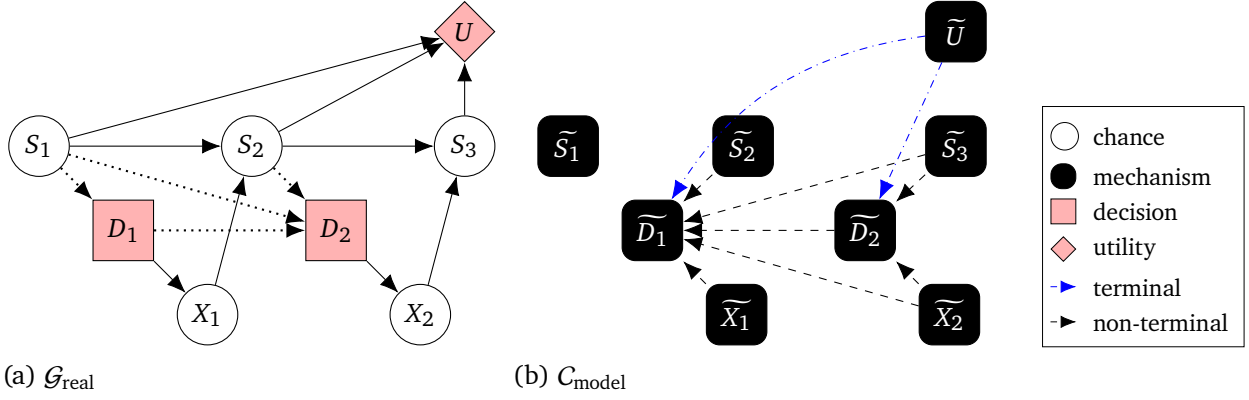 U
S₁ S₂ S₃
D₁ D₂
X₁ X₂
(a) 𝒢real
Ũ
S̃₁ S̃₂ S̃₃
D̃₁ D̃₂
X̃₁ X̃₂
(b) 𝒞model
chance
mechanism
decision
utility
terminal
non-terminal